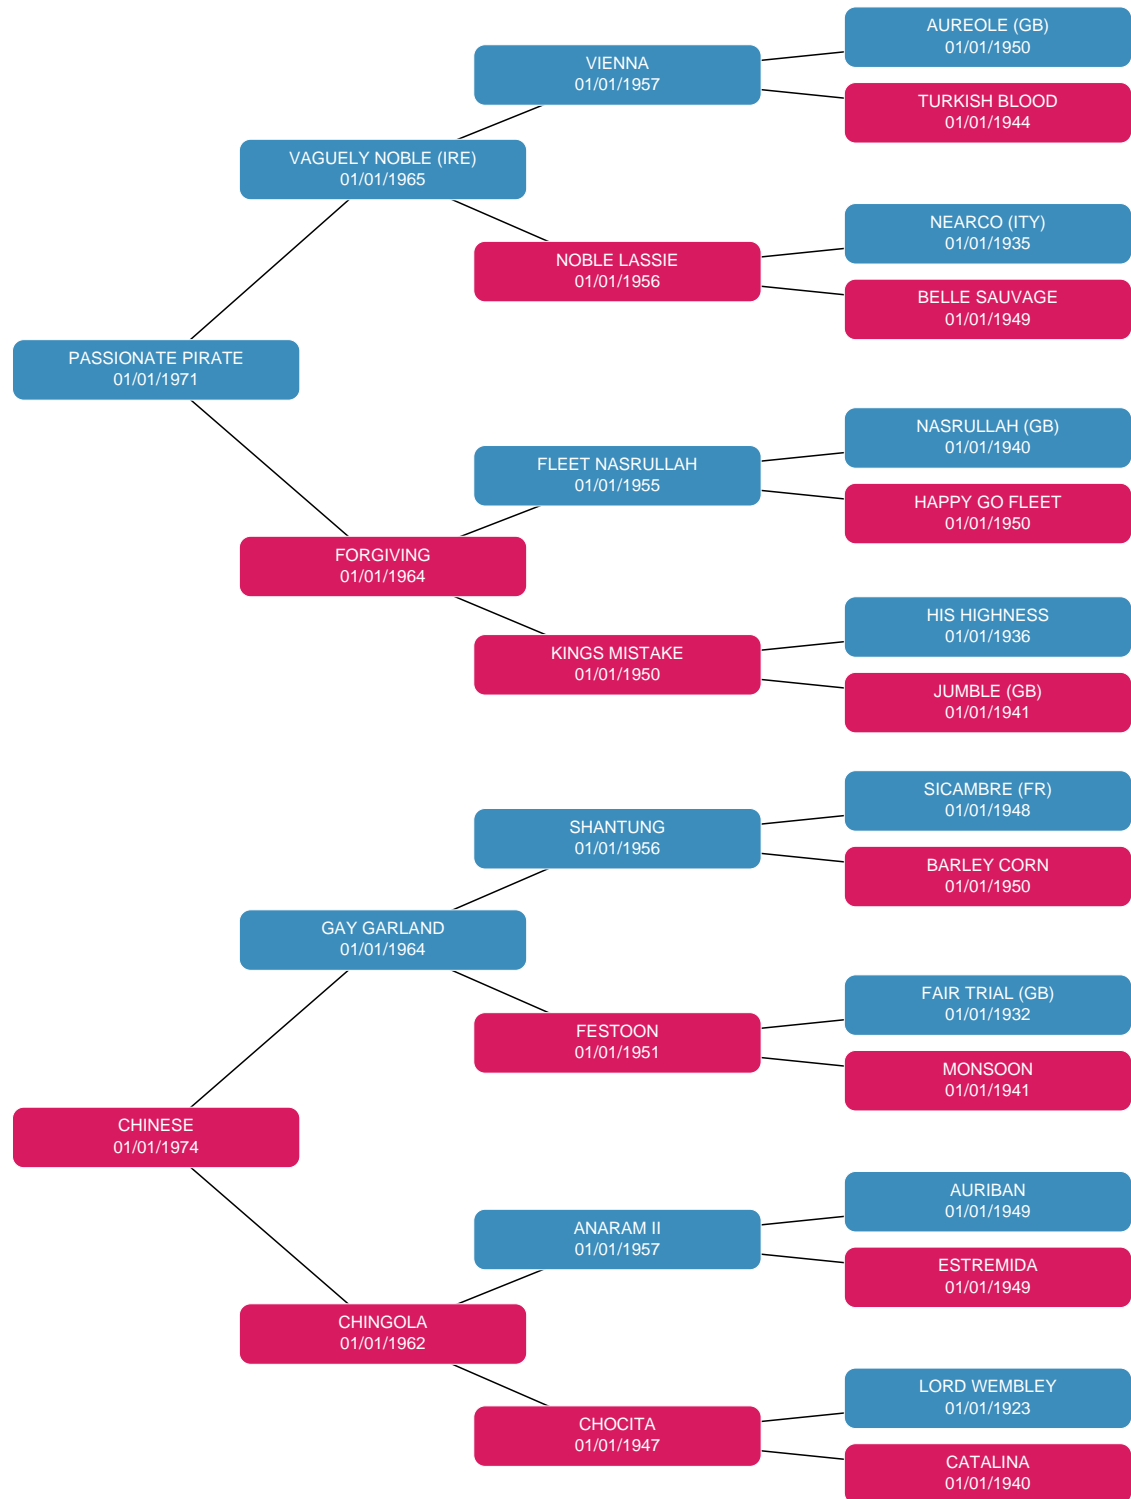 AUREOLE (GB)
01/01/1950
VIENNA
01/01/1957
TURKISH BLOOD
01/01/1944
VAGUELY NOBLE (IRE)
01/01/1965
NEARCO (ITY)
01/01/1935
NOBLE LASSIE
01/01/1956
BELLE SAUVAGE
01/01/1949
PASSIONATE PIRATE
01/01/1971
NASRULLAH (GB)
01/01/1940
FLEET NASRULLAH
01/01/1955
HAPPY GO FLEET
01/01/1950
FORGIVING
01/01/1964
HIS HIGHNESS
01/01/1936
KINGS MISTAKE
01/01/1950
JUMBLE (GB)
01/01/1941
SICAMBRE (FR)
01/01/1948
SHANTUNG
01/01/1956
BARLEY CORN
01/01/1950
GAY GARLAND
01/01/1964
FAIR TRIAL (GB)
01/01/1932
FESTOON
01/01/1951
MONSOON
01/01/1941
CHINESE
01/01/1974
AURIBAN
01/01/1949
ANARAM II
01/01/1957
ESTREMIDA
01/01/1949
CHINGOLA
01/01/1962
LORD WEMBLEY
01/01/1923
CHOCITA
01/01/1947
CATALINA
01/01/1940